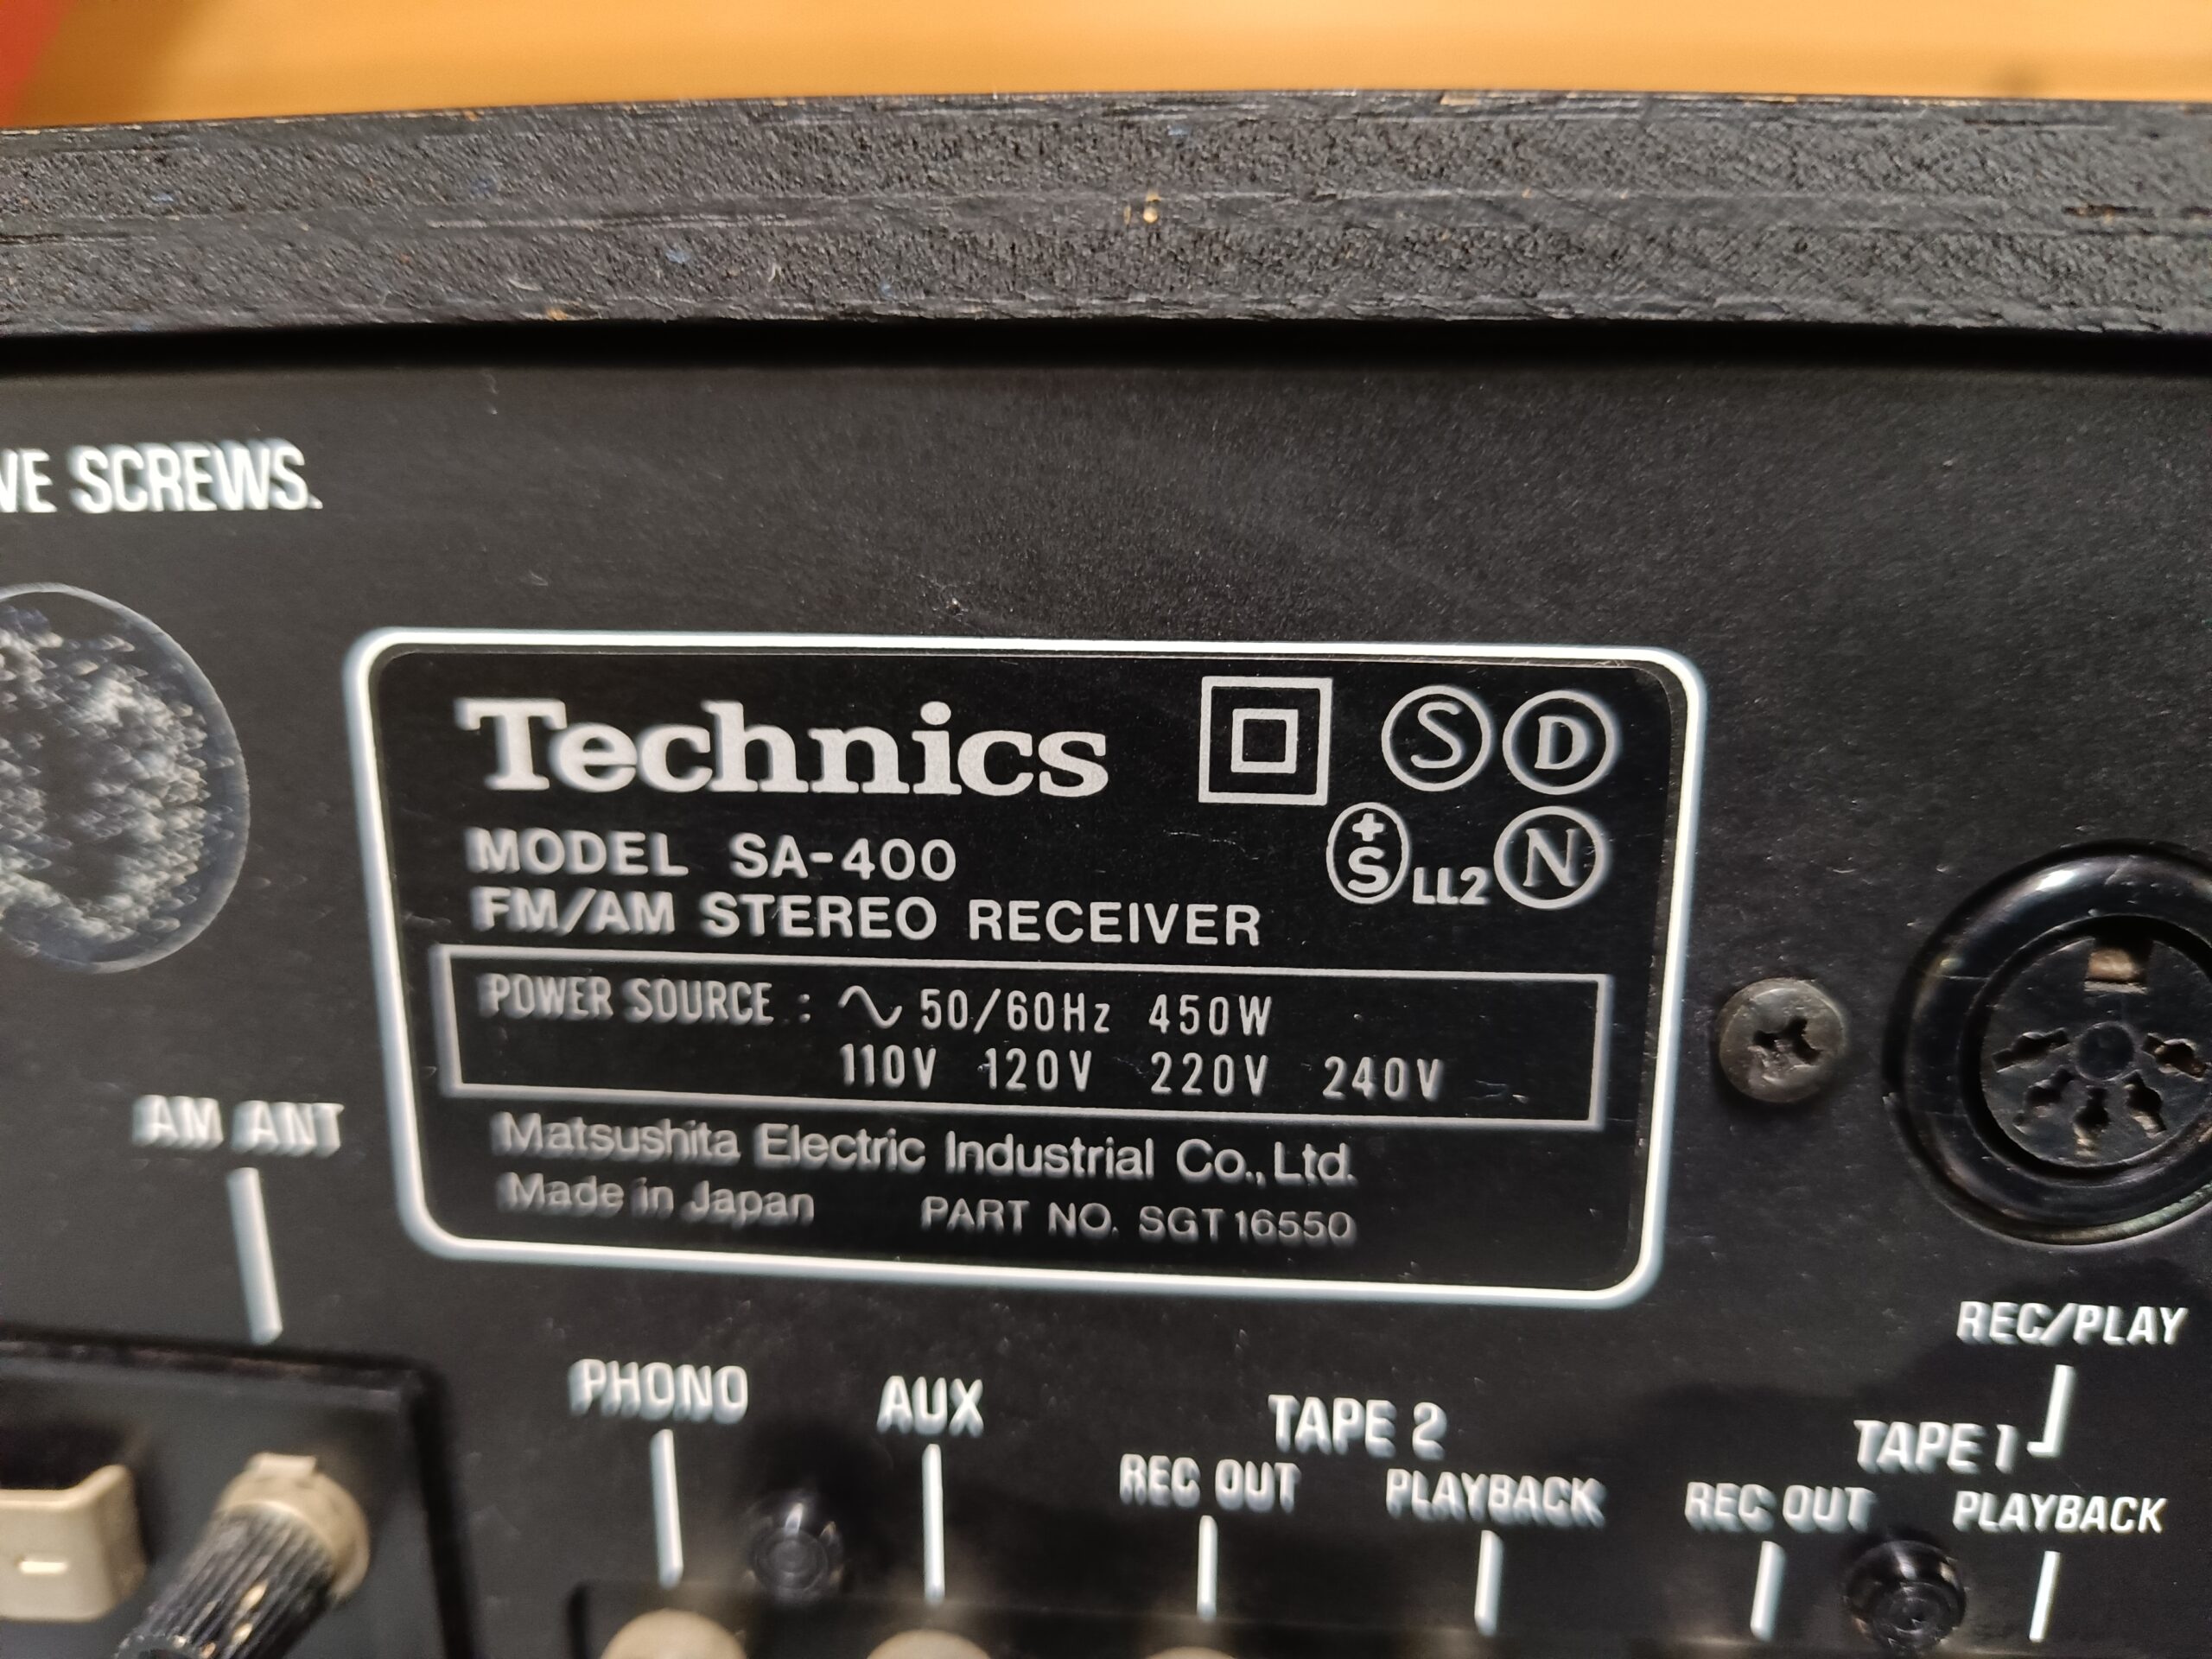 VE SCREWS.
Technics S D
MODEL SA-400 +S LL2 N
FM/AM STEREO RECEIVER
POWER SOURCE : ∿ 50/60Hz 450W
110V 120V 220V 240V
Matsushita Electric Industrial Co., Ltd.
Made in Japan PART NO. SGT16550
AM ANT
REC/PLAY
PHONO AUX TAPE 2 TAPE 1
REC OUT PLAYBACK REC OUT PLAYBACK